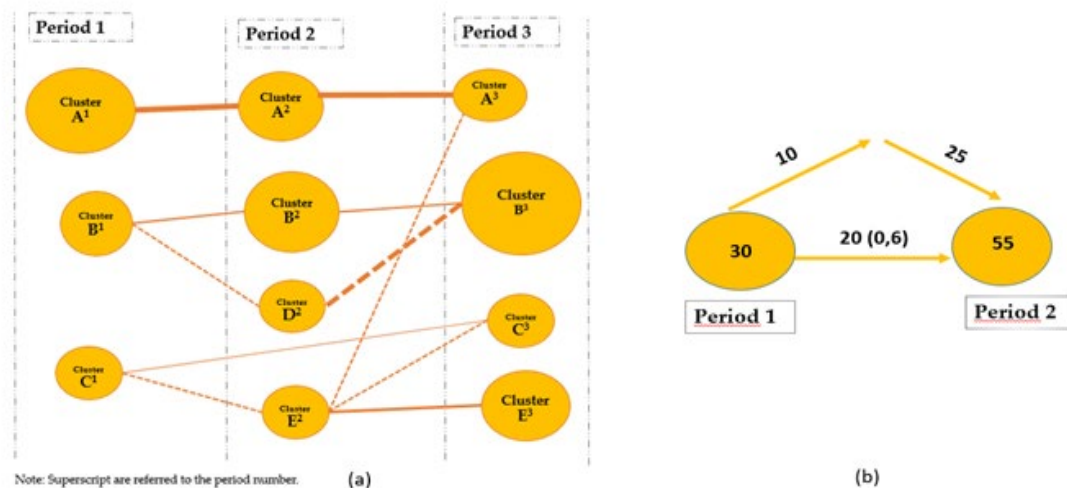 Period 1
Period 2
Period 3
Cluster
A¹
Cluster
A²
Cluster
A³
Cluster
B¹
Cluster
B²
Cluster
B³
Cluster
D²
Cluster
C¹
Cluster
C³
Cluster
E²
Cluster
E³
Note: Superscript are referred to the period number.
(a)
10
25
30
20 (0,6)
55
Period 1
Period 2
(b)